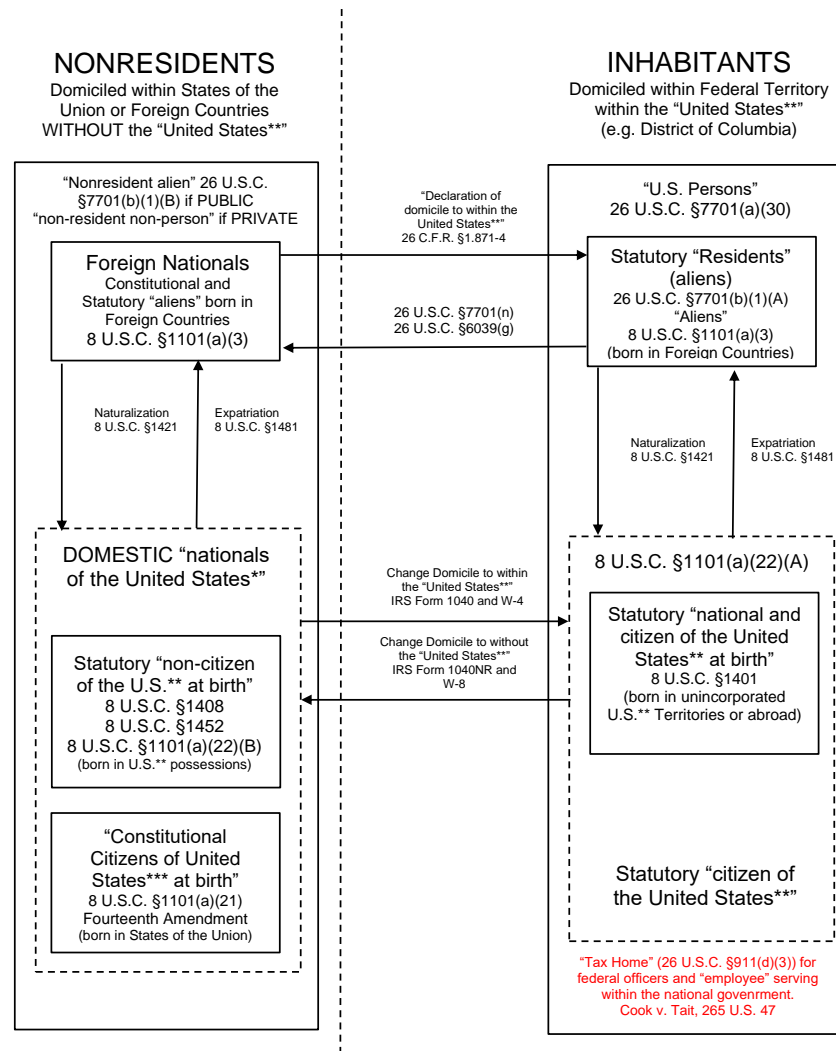 NONRESIDENTS
Domiciled within States of the
Union or Foreign Countries
WITHOUT the “United States**”
INHABITANTS
Domiciled within Federal Territory
within the “United States**”
(e.g. District of Columbia)
“Nonresident alien” 26 U.S.C.
§7701(b)(1)(B) if PUBLIC
“non-resident non-person” if PRIVATE
“Declaration of
domicile to within the
United States**”
26 C.F.R. §1.871-4
“U.S. Persons”
26 U.S.C. §7701(a)(30)
Foreign Nationals
Constitutional and
Statutory “aliens” born in
Foreign Countries
8 U.S.C. §1101(a)(3)
26 U.S.C. §7701(n)
26 U.S.C. §6039(g)
Statutory “Residents”
(aliens)
26 U.S.C. §7701(b)(1)(A)
“Aliens”
8 U.S.C. §1101(a)(3)
(born in Foreign Countries)
Naturalization
8 U.S.C. §1421
Expatriation
8 U.S.C. §1481
Naturalization
8 U.S.C. §1421
Expatriation
8 U.S.C. §1481
DOMESTIC “nationals
of the United States*”
Change Domicile to within
the “United States**”
IRS Form 1040 and W-4
Change Domicile to without
the “United States**”
IRS Form 1040NR and
W-8
8 U.S.C. §1101(a)(22)(A)
Statutory “non-citizen
of the U.S.** at birth”
8 U.S.C. §1408
8 U.S.C. §1452
8 U.S.C. §1101(a)(22)(B)
(born in U.S.** possessions)
Statutory “national and
citizen of the United
States** at birth”
8 U.S.C. §1401
(born in unincorporated
U.S.** Territories or abroad)
“Constitutional
Citizens of United
States*** at birth”
8 U.S.C. §1101(a)(21)
Fourteenth Amendment
(born in States of the Union)
Statutory “citizen of
the United States**”
“Tax Home” (26 U.S.C. §911(d)(3)) for
federal officers and “employee” serving
within the national govenrment.
Cook v. Tait, 265 U.S. 47